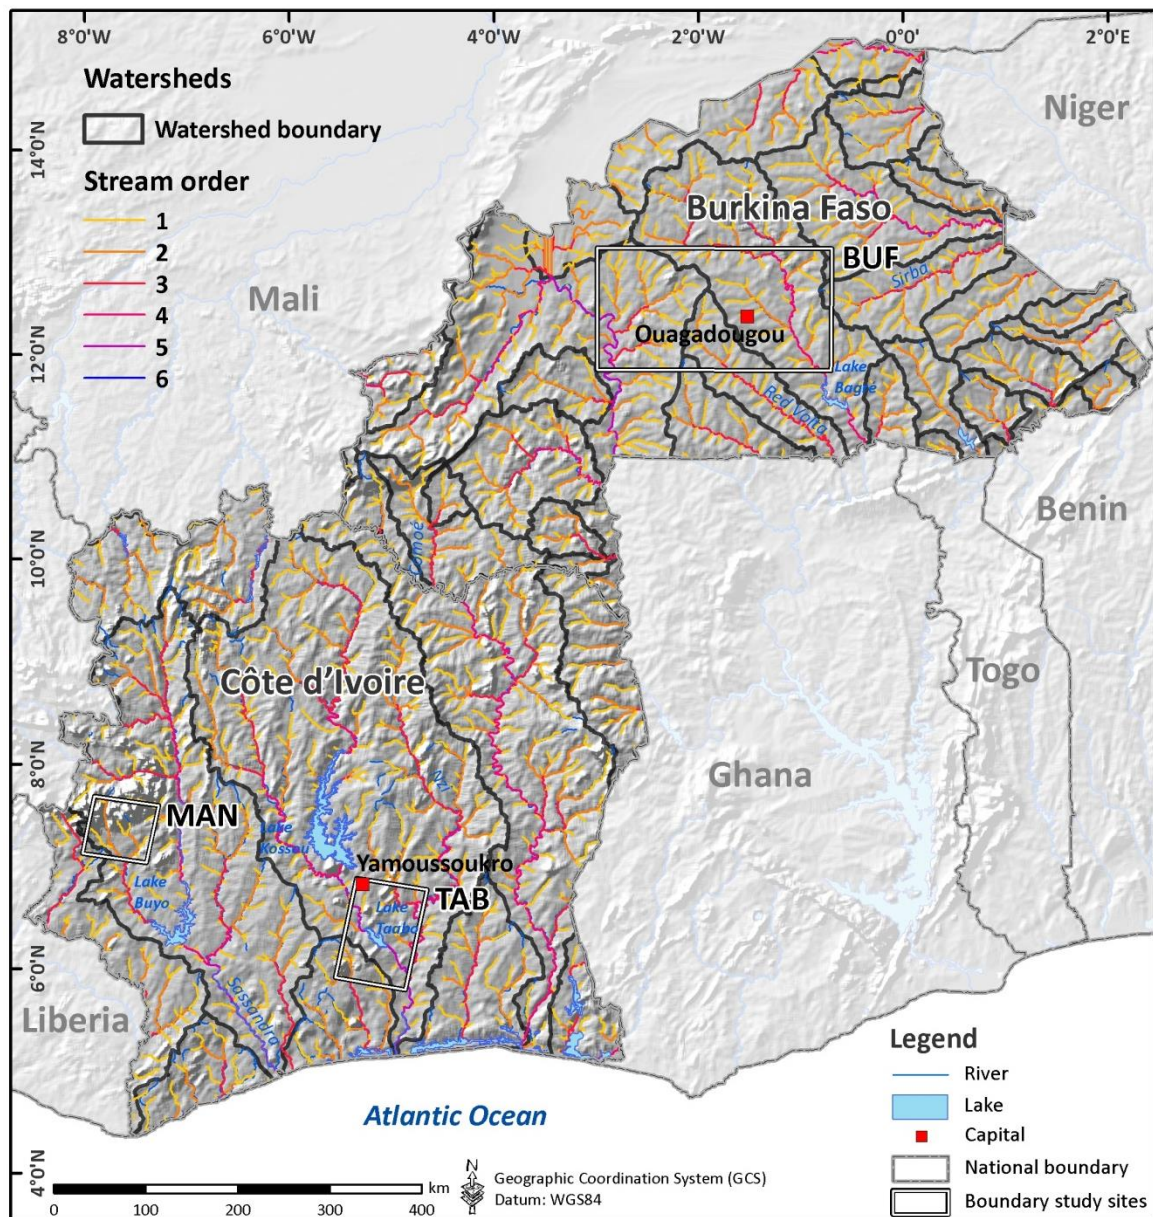 8°0'W 6°0'W 4°0'W 2°0'W 0°0' 2°0'E
Watersheds
Watershed boundary
Stream order
1
2
3
4
5
6
14°0'N
12°0'N
10°0'N
8°0'N
6°0'N
4°0'N
Niger
Burkina Faso
BUF
Sirba
Mali
Ouagadougou
Lake
Bagré
Red Volta
Benin
Comoé
Togo
Côte d'Ivoire
Ghana
Nzi
MAN
Lake
Kossou
Yamoussoukro
TAB
Lake
Buyo
Lake
Taabo
Sassandra
Liberia
Atlantic Ocean
Legend
River
Lake
Capital
National boundary
Boundary study sites
N
km
0 100 200 300 400
Geographic Coordination System (GCS)
Datum: WGS84